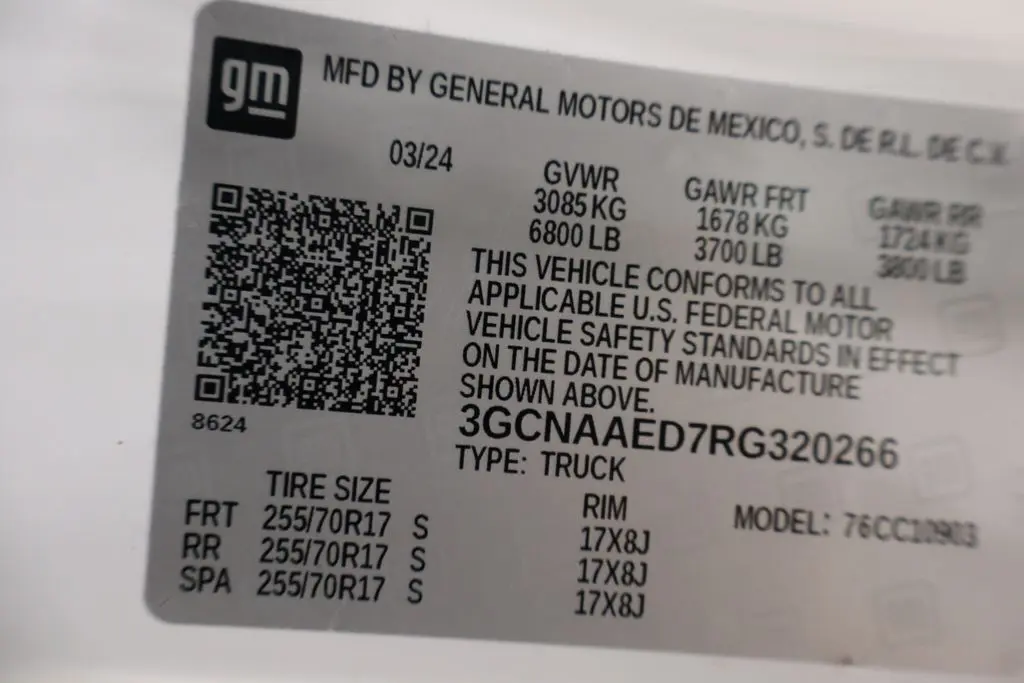 gm
MFD BY GENERAL MOTORS DE MEXICO, S. DE R.L. DE C.V.
03/24
GVWR GAWR FRT GAWR RR
3085 KG 1678 KG 1724 KG
6800 LB 3700 LB 3800 LB
THIS VEHICLE CONFORMS TO ALL
APPLICABLE U.S. FEDERAL MOTOR
VEHICLE SAFETY STANDARDS IN EFFECT
ON THE DATE OF MANUFACTURE
SHOWN ABOVE.
8624
3GCNAAED7RG320266
TYPE: TRUCK
TIRE SIZE RIM MODEL: 76CC10903
FRT 255/70R17 S 17X8J
RR 255/70R17 S 17X8J
SPA 255/70R17 S 17X8J